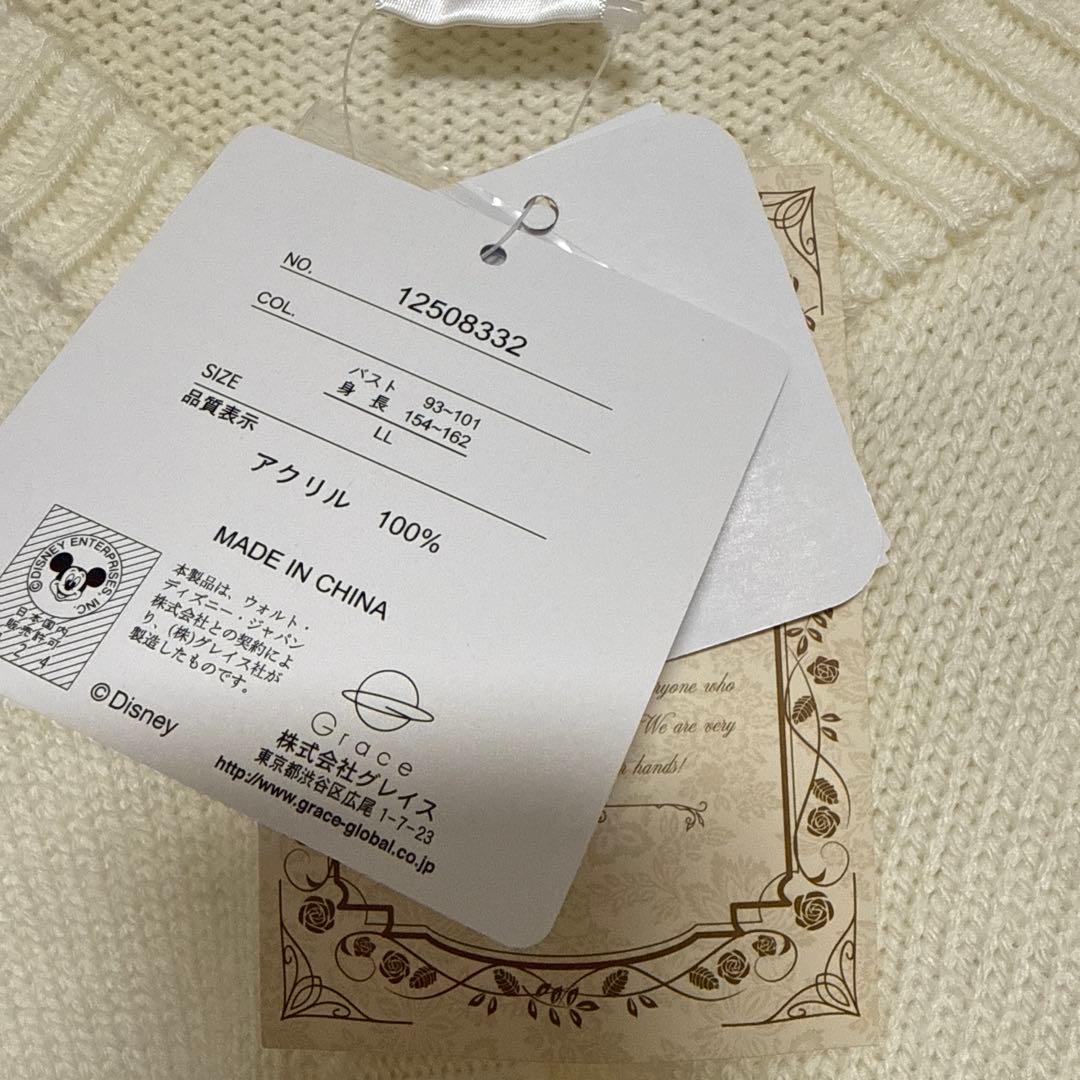 NO.
12508332
COL.
SIZE
バスト 93~101
身 長 154~162
LL
品質表示
アクリル 100%
MADE IN CHINA
©DISNEY ENTERPRISES, INC
日本国内
販売許可
2 4
本製品は、ウォルト・
ディズニー・ジャパン
株式会社との契約によ
り、(株)グレイス社が
製造したものです。
©Disney
Grace
株式会社グレイス
東京都渋谷区広尾 1-7-23
http://www.grace-global.co.jp
who
We are very
hands!